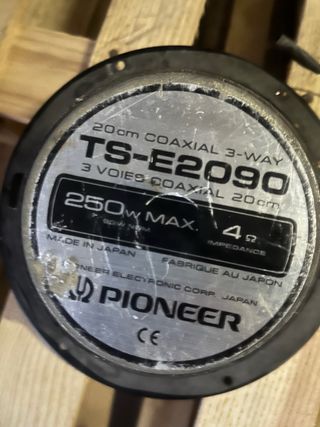 20cm COAXIAL 3-WAY
TS-E2090
3 VOIES COAXIAL 20cm
250W MAX.
4Ω
IMPEDANCE
MADE IN JAPAN
FABRIQUE AU JAPON
ELECTRONIC CORP. JAPAN
PIONEER
CE